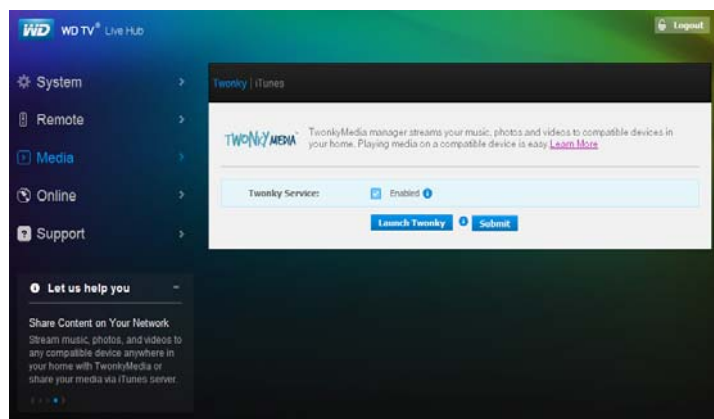 WD WD TV® Live Hub
Logout
System
Remote
Media
Online
Support
Twonky | iTunes
TWONKY MEDIA™
TwonkyMedia manager streams your music, photos and videos to compatible devices in
your home. Playing media on a compatible device is easy Learn More
Twonky Service:
Enabled
Launch Twonky
Submit
Let us help you
Share Content on Your Network
Stream music, photos, and videos to
any compatible device anywhere in
your home with TwonkyMedia or
share your media via iTunes server.